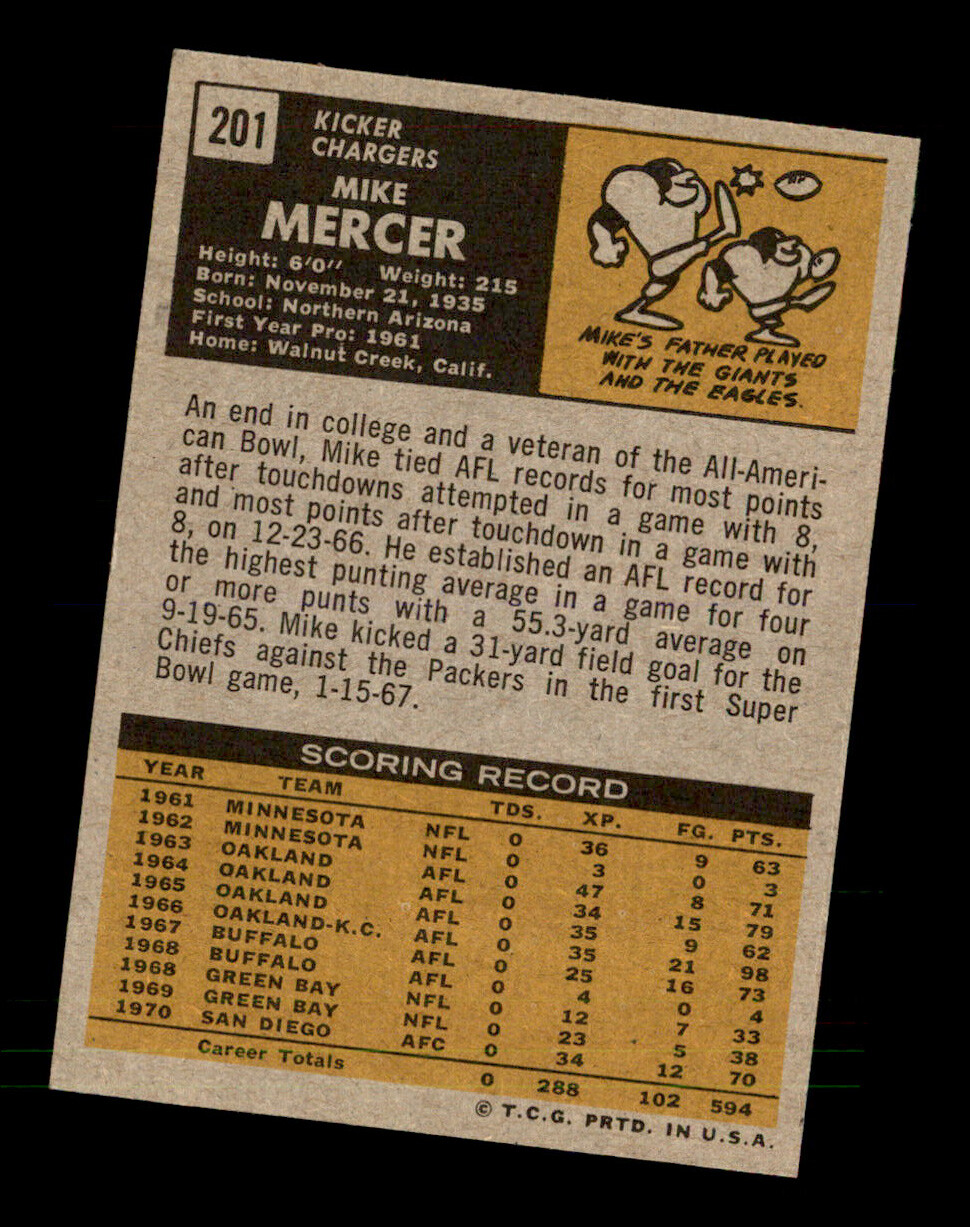 201
KICKER
CHARGERS
MIKE
MERCER
Height: 6'0" Weight: 215
Born: November 21, 1935
School: Northern Arizona
First Year Pro: 1961
Home: Walnut Creek, Calif.
MIKE'S FATHER PLAYED
WITH THE GIANTS
AND THE EAGLES.
An end in college and a veteran of the All-Ameri-
can Bowl, Mike tied AFL records for most points
after touchdowns attempted in a game with 8,
and most points after touchdown in a game with
8, on 12-23-66. He established an AFL record for
the highest punting average in a game for four
or more punts with a 55.3-yard average on
9-19-65. Mike kicked a 31-yard field goal for the
Chiefs against the Packers in the first Super
Bowl game, 1-15-67.
SCORING RECORD
YEAR TEAM TDS. XP. FG. PTS.
1961 MINNESOTA NFL 0 36 9 63
1962 MINNESOTA NFL 0 3 0 3
1963 OAKLAND AFL 0 47 8 71
1964 OAKLAND AFL 0 34 15 79
1965 OAKLAND AFL 0 35 9 62
1966 OAKLAND-K.C. AFL 0 35 21 98
1967 BUFFALO AFL 0 25 16 73
1968 BUFFALO AFL 0 4 0 4
1968 GREEN BAY NFL 0 12 7 33
1969 GREEN BAY NFL 0 23 5 38
1970 SAN DIEGO AFC 0 34 12 70
Career Totals 0 288 102 594
© T.C.G. PRTD. IN U.S.A.